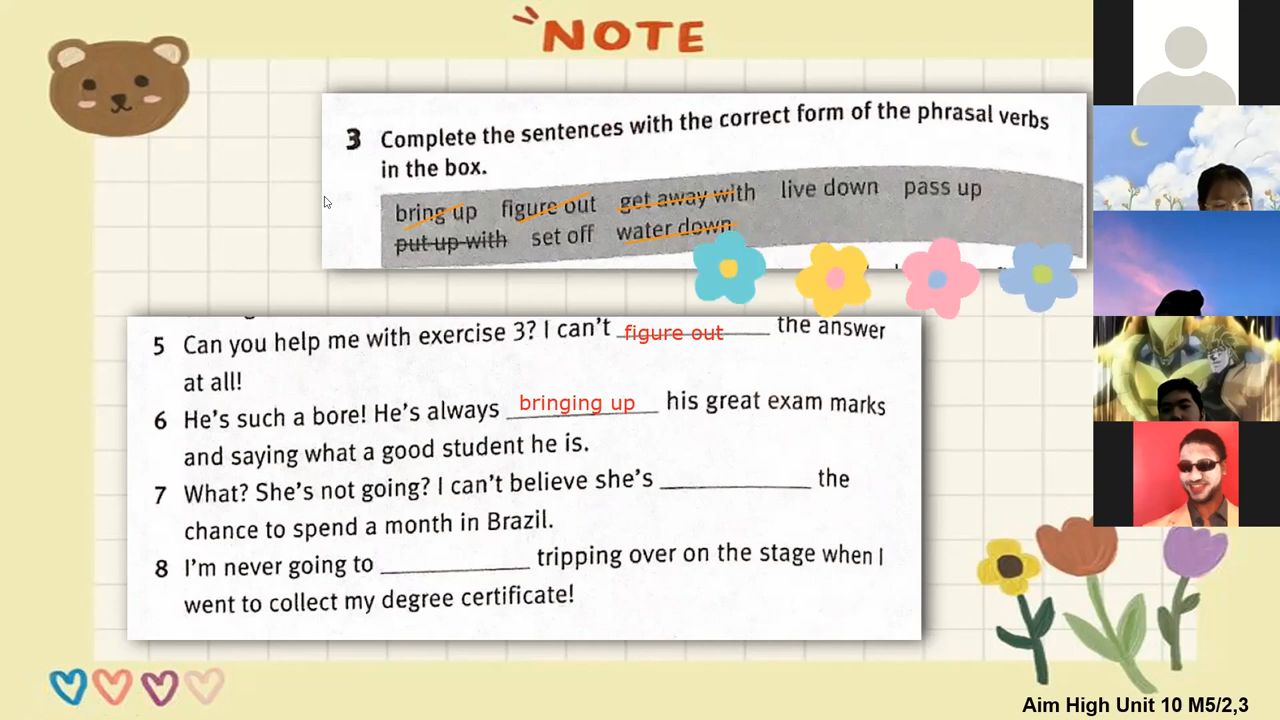 NOTE
3 Complete the sentences with the correct form of the phrasal verbs
in the box.
bring up figure out get away with live down pass up
put up with set off water down
5 Can you help me with exercise 3? I can't figure out the answer
at all!
6 He's such a bore! He's always bringing up his great exam marks
and saying what a good student he is.
7 What? She's not going? I can't believe she's ____________ the
chance to spend a month in Brazil.
8 I'm never going to ____________ tripping over on the stage when I
went to collect my degree certificate!
Aim High Unit 10 M5/2,3